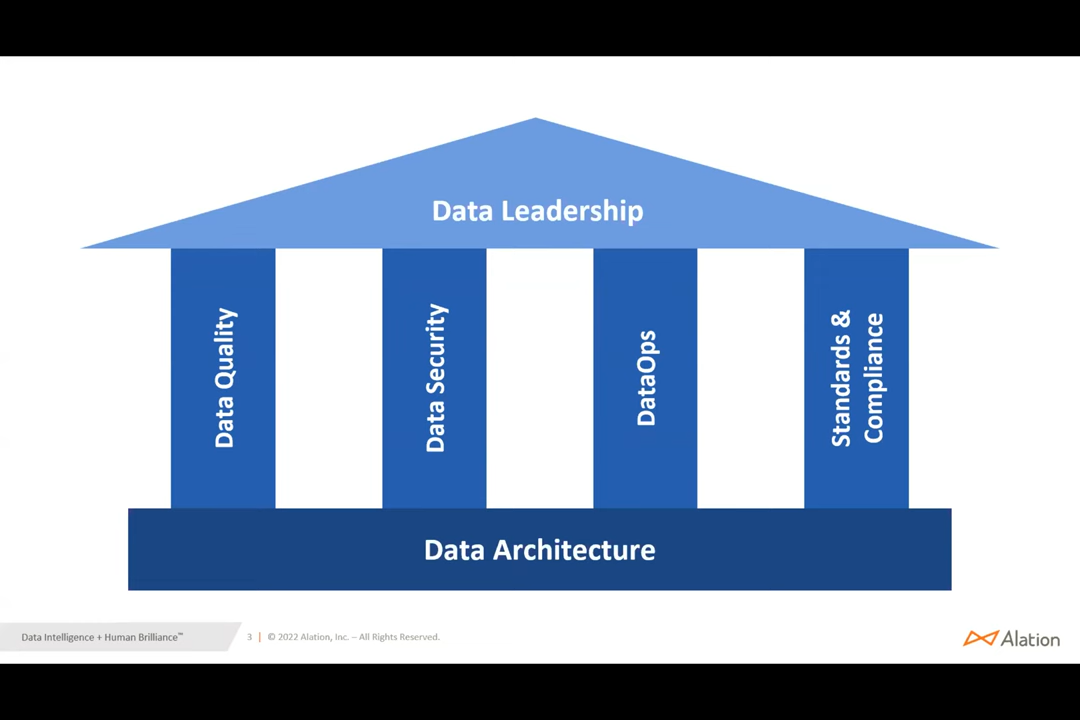 Data Leadership
Data Quality
Data Security
DataOps
Standards &
Compliance
Data Architecture
Data Intelligence + Human Brilliance™
3 | © 2022 Alation, Inc. – All Rights Reserved.
Alation